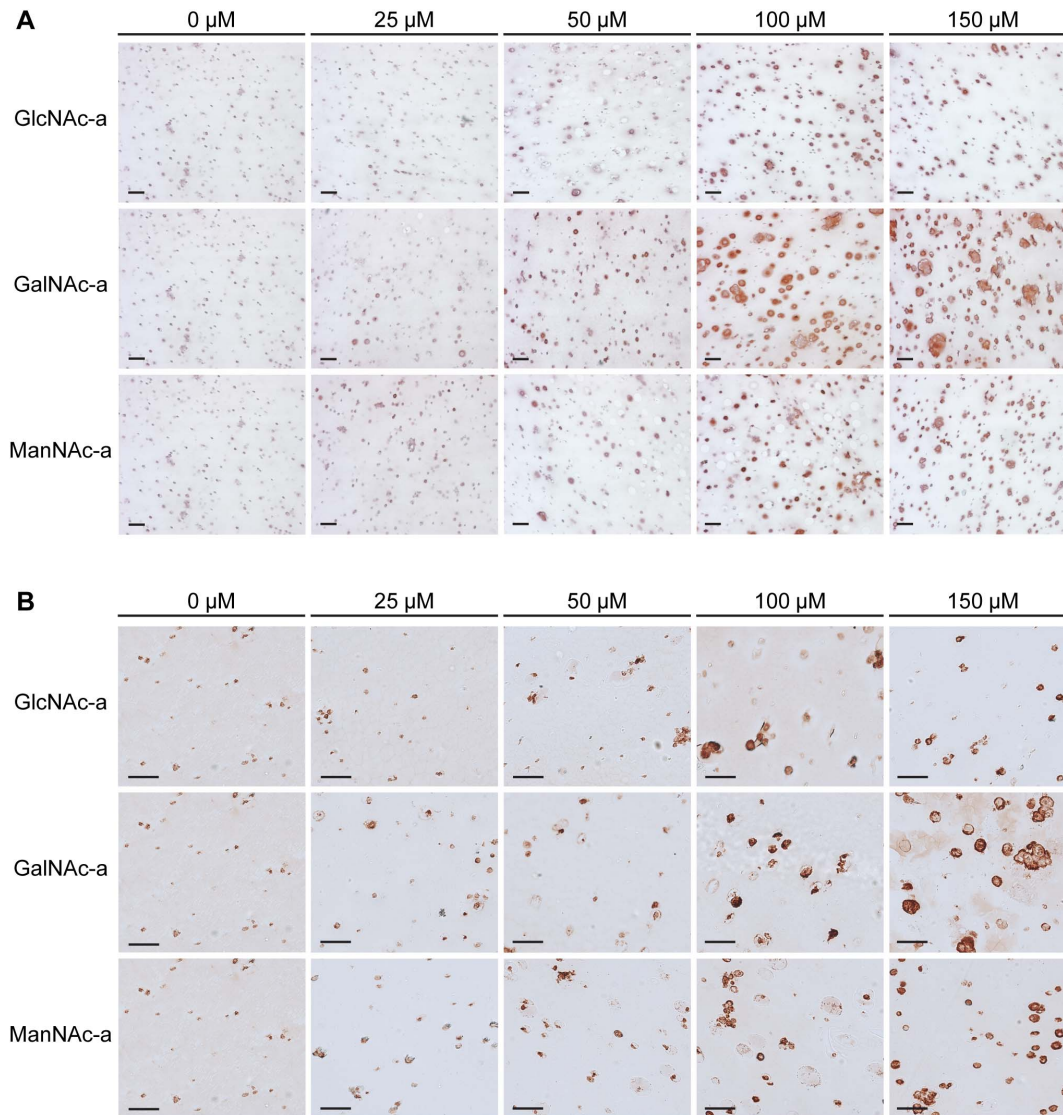 A 0 µM 25 µM 50 µM 100 µM 150 µM
GlcNAc-a
GalNAc-a
ManNAc-a
B 0 µM 25 µM 50 µM 100 µM 150 µM
GlcNAc-a
GalNAc-a
ManNAc-a